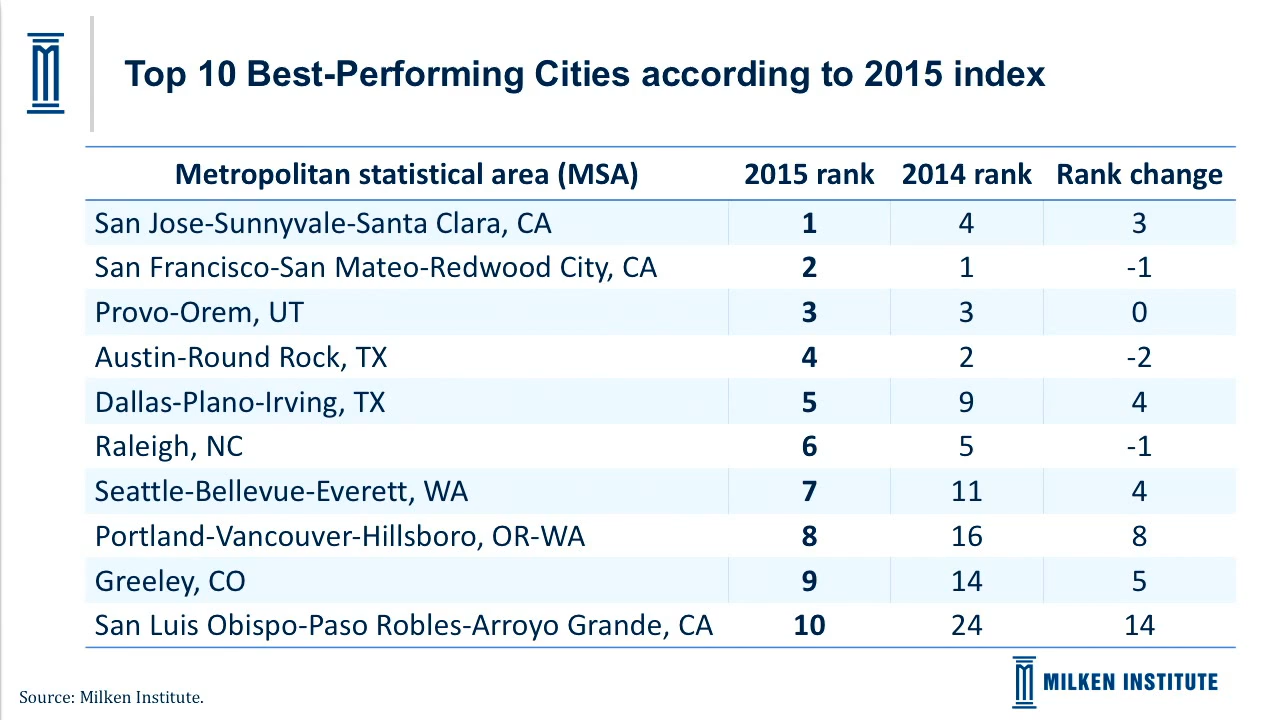 Top 10 Best-Performing Cities according to 2015 index
Metropolitan statistical area (MSA) 2015 rank 2014 rank Rank change
San Jose-Sunnyvale-Santa Clara, CA 1 4 3
San Francisco-San Mateo-Redwood City, CA 2 1 -1
Provo-Orem, UT 3 3 0
Austin-Round Rock, TX 4 2 -2
Dallas-Plano-Irving, TX 5 9 4
Raleigh, NC 6 5 -1
Seattle-Bellevue-Everett, WA 7 11 4
Portland-Vancouver-Hillsboro, OR-WA 8 16 8
Greeley, CO 9 14 5
San Luis Obispo-Paso Robles-Arroyo Grande, CA 10 24 14
MILKEN INSTITUTE
Source: Milken Institute.